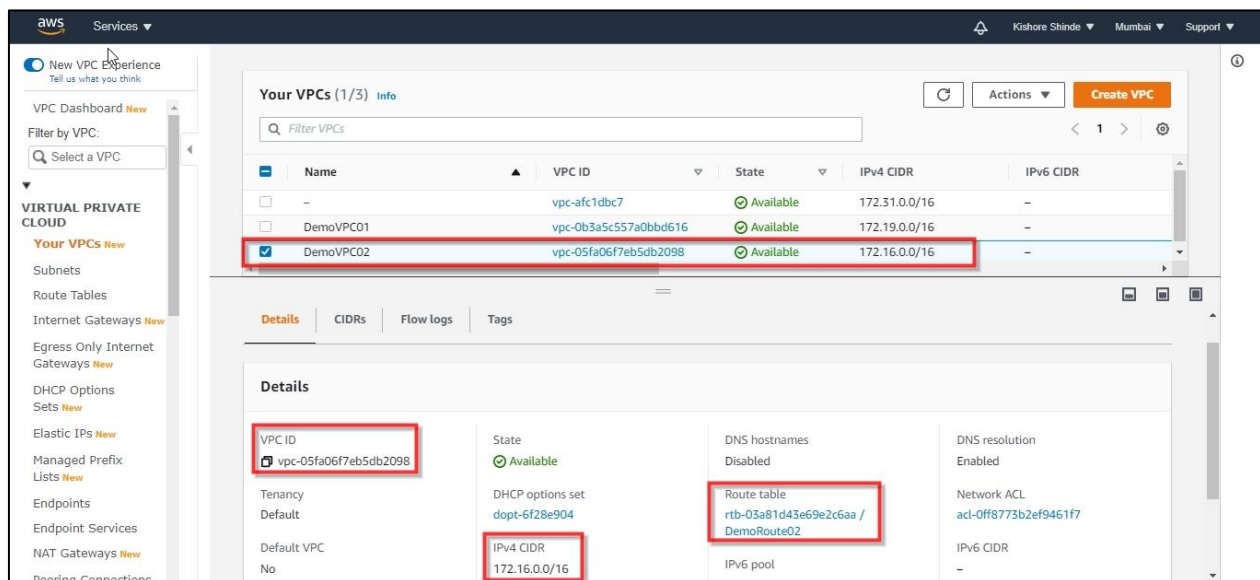 aws Services ▼ Kishore Shinde ▼ Mumbai ▼ Support ▼
New VPC Experience
Tell us what you think
VPC Dashboard New
Filter by VPC:
Select a VPC
VIRTUAL PRIVATE
CLOUD
Your VPCs New
Subnets
Route Tables
Internet Gateways New
Egress Only Internet
Gateways New
DHCP Options
Sets New
Elastic IPs New
Managed Prefix
Lists New
Endpoints
Endpoint Services
NAT Gateways New
Peering Connections
Your VPCs (1/3) Info Actions ▼ Create VPC
Filter VPCs < 1 >
Name VPC ID State IPv4 CIDR IPv6 CIDR
– vpc-afc1dbc7 Available 172.31.0.0/16 –
DemoVPC01 vpc-0b3a5c557a0bbd616 Available 172.19.0.0/16 –
DemoVPC02 vpc-05fa06f7eb5db2098 Available 172.16.0.0/16 –
Details CIDRs Flow logs Tags
Details
VPC ID State DNS hostnames DNS resolution
vpc-05fa06f7eb5db2098 Available Disabled Enabled
Tenancy DHCP options set Route table Network ACL
Default dopt-6f28e904 rtb-03a81d43e69e2c6aa / acl-0ff8773b2ef9461f7
DemoRoute02
Default VPC IPv4 CIDR IPv6 pool IPv6 CIDR
No 172.16.0.0/16 –